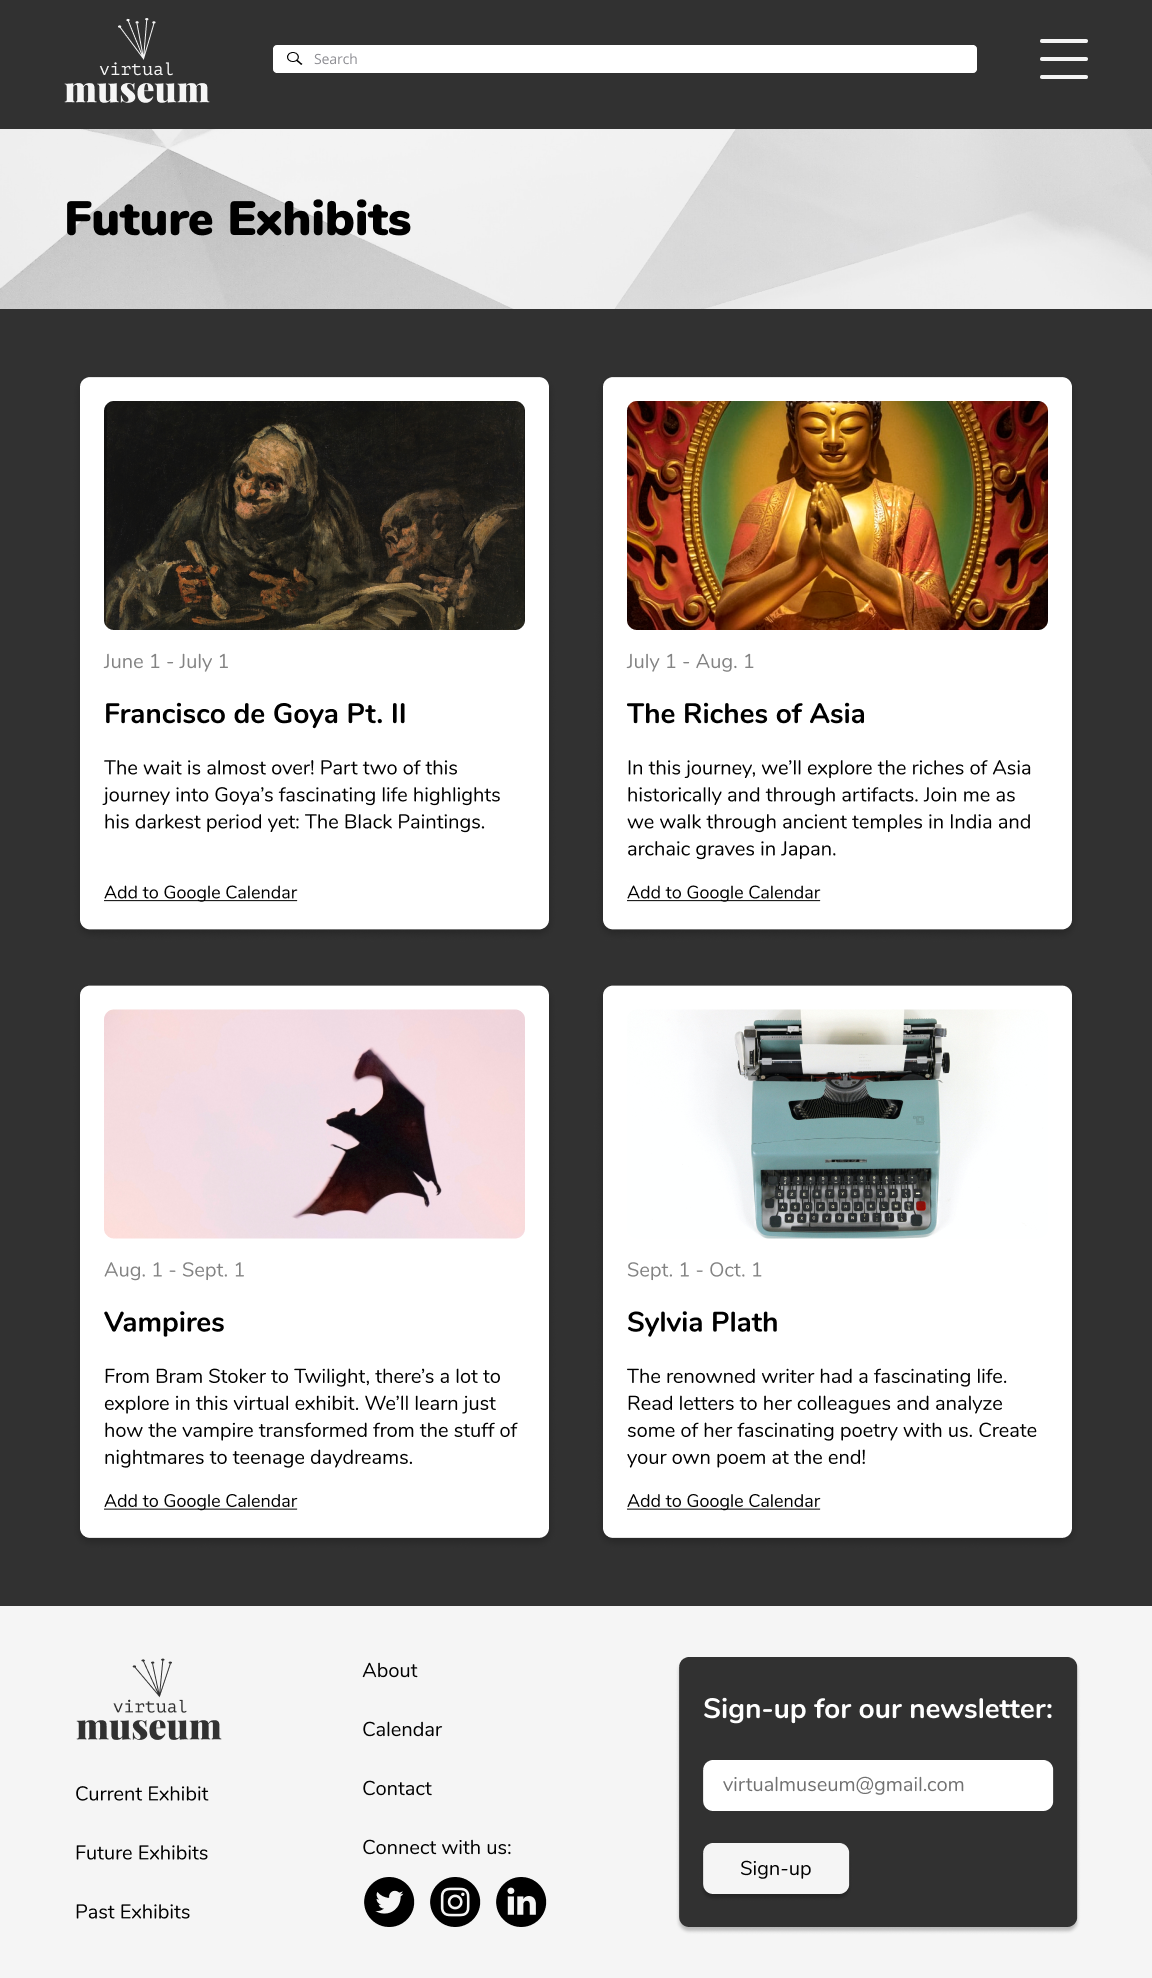 virtual
museum
Search
Future Exhibits
June 1 - July 1
Francisco de Goya Pt. II
The wait is almost over! Part two of this
journey into Goya’s fascinating life highlights
his darkest period yet: The Black Paintings.
Add to Google Calendar
July 1 - Aug. 1
The Riches of Asia
In this journey, we’ll explore the riches of Asia
historically and through artifacts. Join me as
we walk through ancient temples in India and
archaic graves in Japan.
Add to Google Calendar
Aug. 1 - Sept. 1
Vampires
From Bram Stoker to Twilight, there’s a lot to
explore in this virtual exhibit. We’ll learn just
how the vampire transformed from the stuff of
nightmares to teenage daydreams.
Add to Google Calendar
Sept. 1 - Oct. 1
Sylvia Plath
The renowned writer had a fascinating life.
Read letters to her colleagues and analyze
some of her fascinating poetry with us. Create
your own poem at the end!
Add to Google Calendar
virtual
museum
Current Exhibit
Future Exhibits
Past Exhibits
About
Calendar
Contact
Connect with us:
in
Sign-up for our newsletter:
virtualmuseum@gmail.com
Sign-up